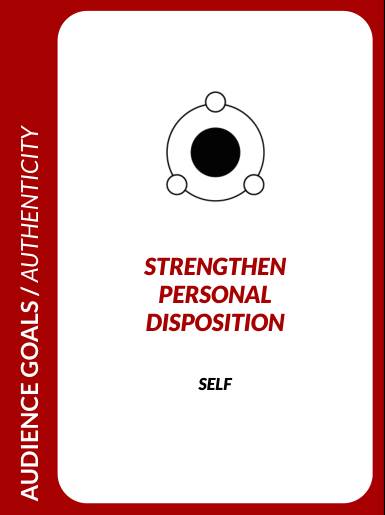 AUDIENCE GOALS / AUTHENTICITY
STRENGTHEN
PERSONAL
DISPOSITION
SELF